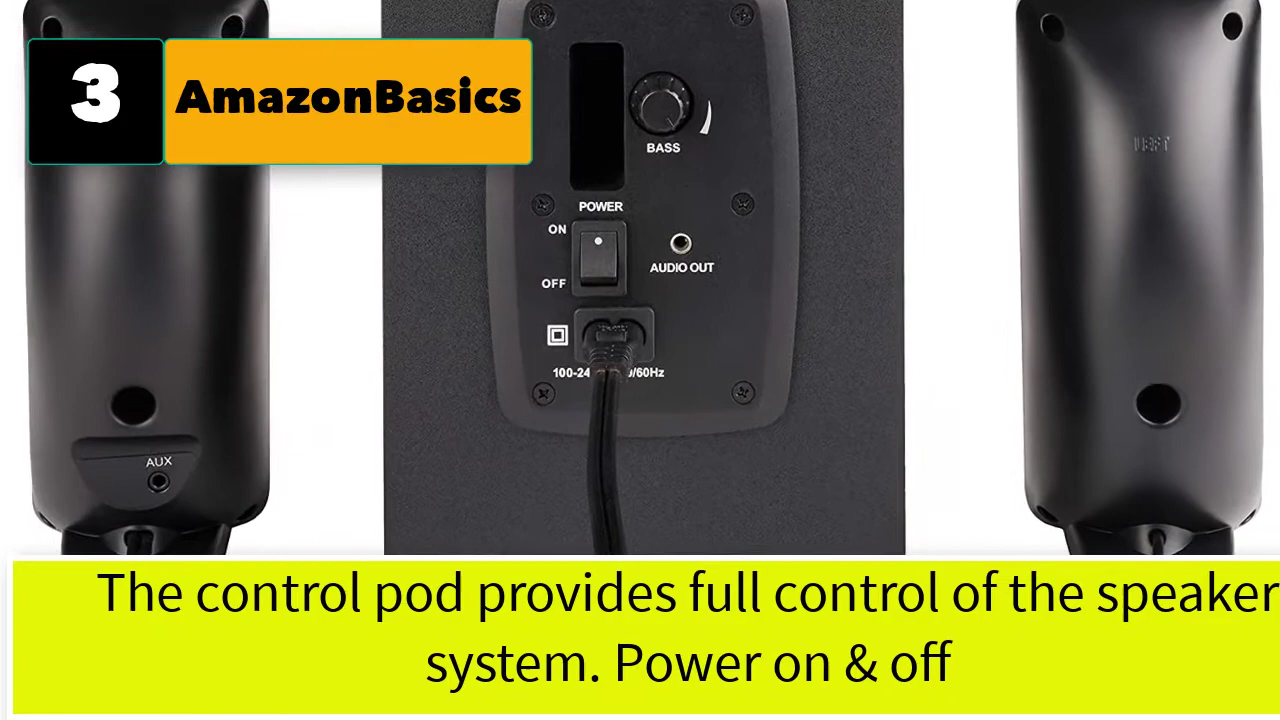 3
AmazonBasics
BASS
POWER
ON
AUDIO OUT
OFF
LEFT
AUX
The control pod provides full control of the speaker
system. Power on & off